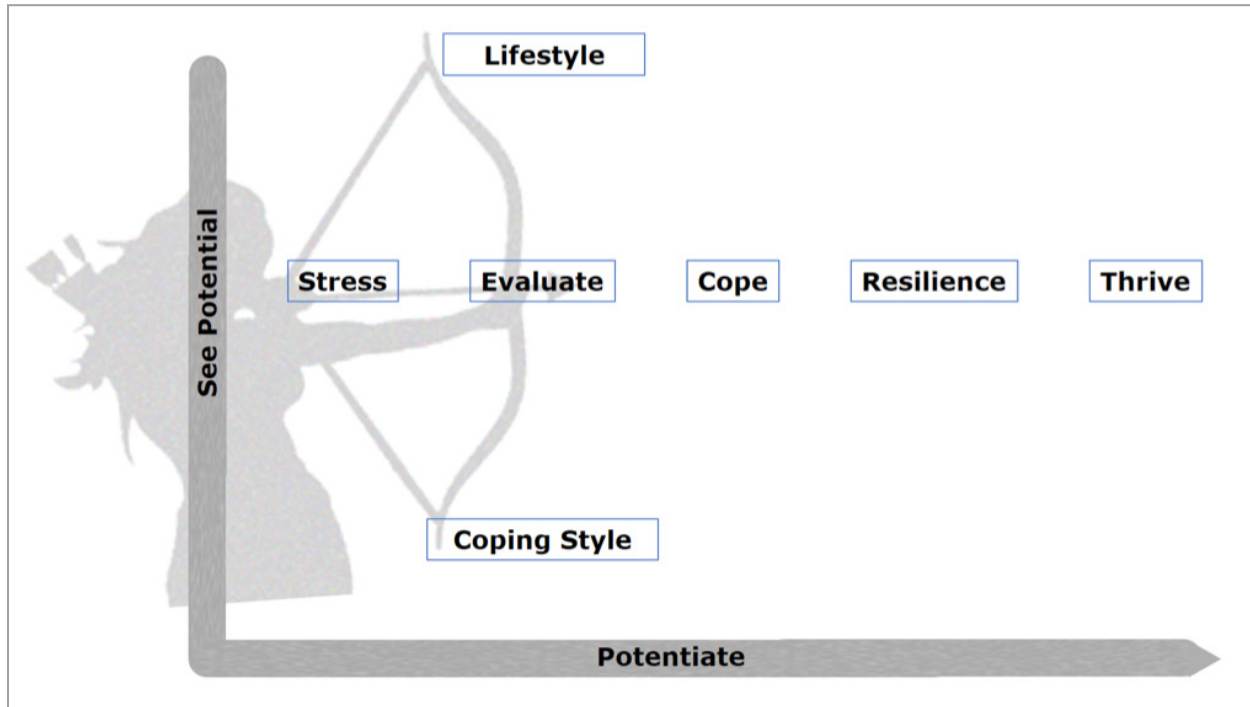 Lifestyle
See Potential
Stress
Evaluate
Cope
Resilience
Thrive
Coping Style
Potentiate